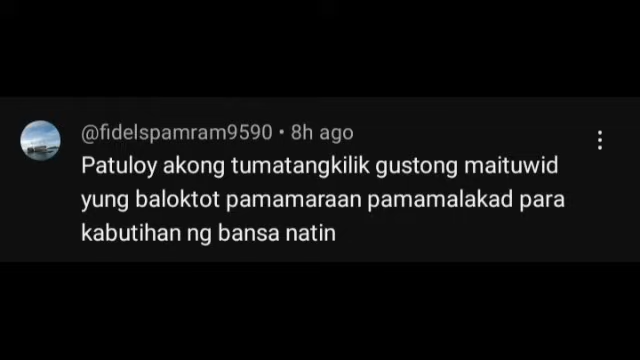 @fidelspamram9590 • 8h ago
Patuloy akong tumatangkilik gustong maituwid
yung baloktot pamamaraan pamamalakad para
kabutihan ng bansa natin